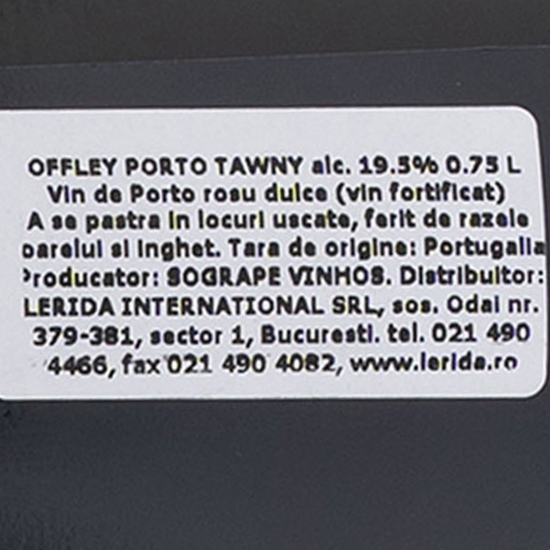 OFFLEY PORTO TAWNY alc. 19.5% 0.75 L
Vin de Porto rosu dulce (vin fortificat)
A se pastra in locuri uscate, ferit de razele
oarelui si inghet. Tara de origine: Portugalia
Producator: SOGRAPE VINHOS. Distribuitor:
LERIDA INTERNATIONAL SRL, sos. Odai nr.
379-381, sector 1, Bucuresti. tel. 021 490
4466, fax 021 490 4082, www.lerida.ro